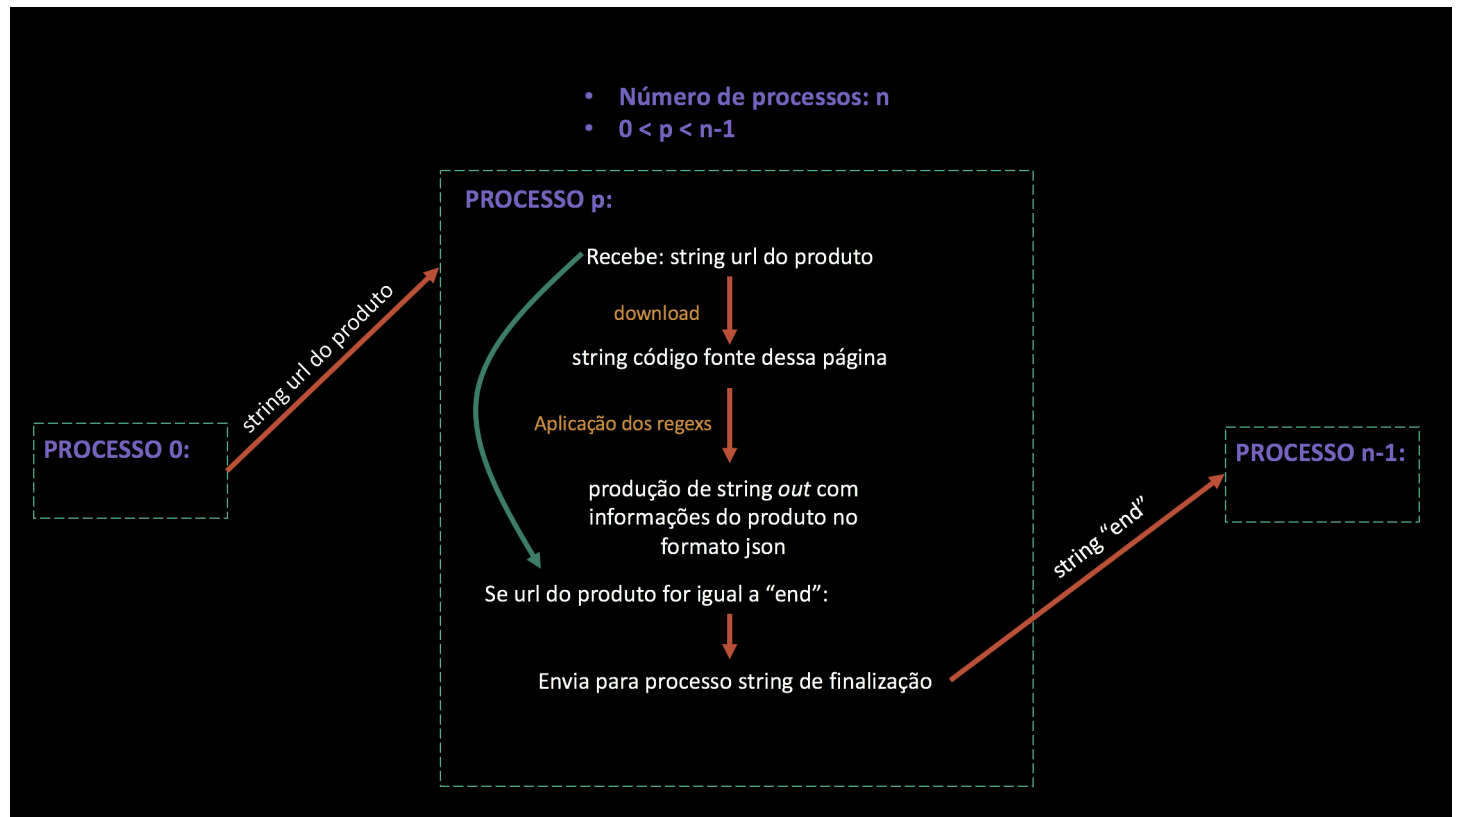 • Número de processos: n
• 0 < p < n-1
PROCESSO p:
Recebe: string url do produto
download
string código fonte dessa página
Aplicação dos regexs
produção de string out com
informações do produto no
formato json
Se url do produto for igual a “end”:
Envia para processo string de finalização
string url do produto
PROCESSO 0:
string “end”
PROCESSO n-1: